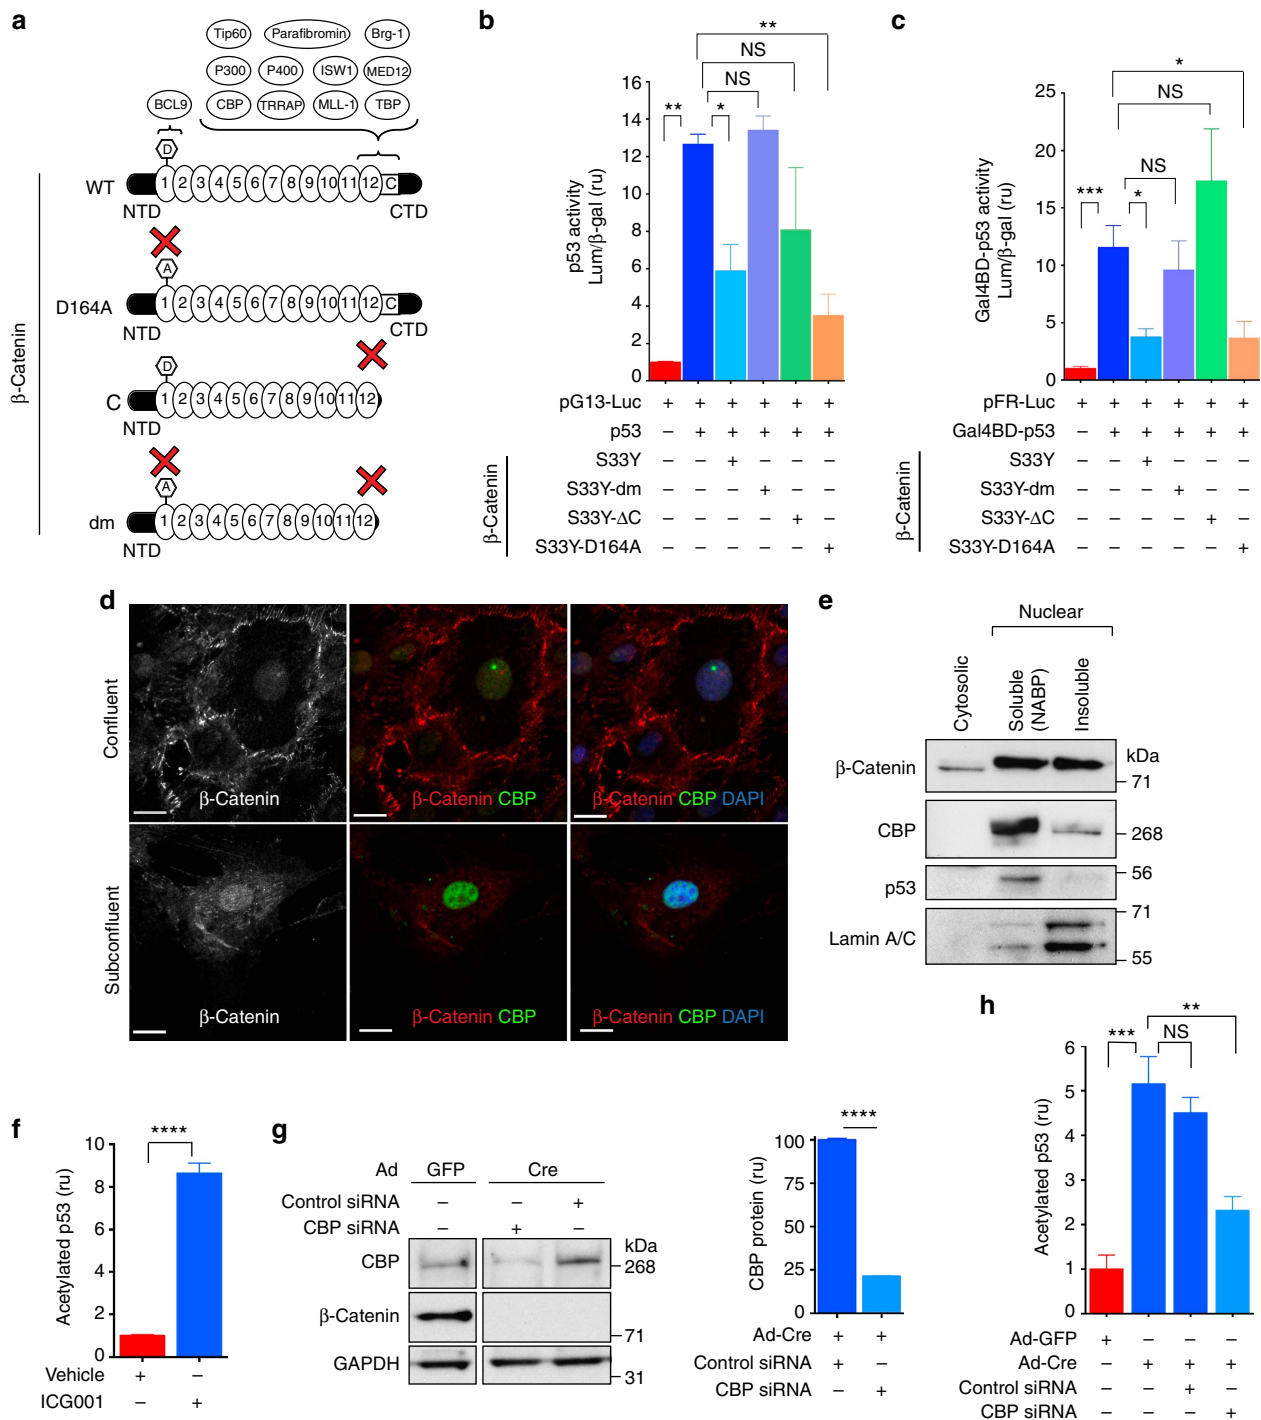 a
Tip60 Parafibromin Brg-1
P300 P400 ISW1 MED12
BCL9 CBP TRRAP MLL-1 TBP
D
WT 1 2 3 4 5 6 7 8 9 10 11 12 C
NTD CTD
A
D164A 1 2 3 4 5 6 7 8 9 10 11 12 C
NTD CTD
D
C 1 2 3 4 5 6 7 8 9 10 11 12
NTD
A
dm 1 2 3 4 5 6 7 8 9 10 11 12
NTD
β-Catenin
b
**
NS
NS
** *
16
14
12
10
8
6
4
2
0
p53 activity
Lum/β-gal (ru)
pG13-Luc + + + + + +
p53 – + + + + +
S33Y – – + – – –
S33Y-dm – – – + – –
S33Y-ΔC – – – – + –
S33Y-D164A – – – – – +
β-Catenin
c
*
NS
NS
*** *
25
20
15
10
5
0
Gal4BD-p53 activity
Lum/β-gal (ru)
pFR-Luc + + + + + +
Gal4BD-p53 – + + + + +
S33Y – – + – – –
S33Y-dm – – – + – –
S33Y-ΔC – – – – + –
S33Y-D164A – – – – – +
β-Catenin
d
Confluent
β-Catenin
β-Catenin CBP
β-Catenin CBP DAPI
Subconfluent
β-Catenin
β-Catenin CBP
β-Catenin CBP DAPI
e
Nuclear
Cytosolic
Soluble
(NABP)
Insoluble
kDa
β-Catenin
71
CBP
268
p53
56
Lamin A/C
71
55
f
****
10
8
6
4
2
0
Acetylated p53 (ru)
Vehicle + –
ICG001 – +
g
Ad GFP Cre
Control siRNA – – +
CBP siRNA – + –
kDa
CBP
268
β-Catenin
71
GAPDH
31
****
100
75
50
25
0
CBP protein (ru)
Ad-Cre + +
Control siRNA + –
CBP siRNA – +
h
**
*** NS
6
5
4
3
2
1
0
Acetylated p53 (ru)
Ad-GFP + – – –
Ad-Cre – + + +
Control siRNA – – + –
CBP siRNA – – – +